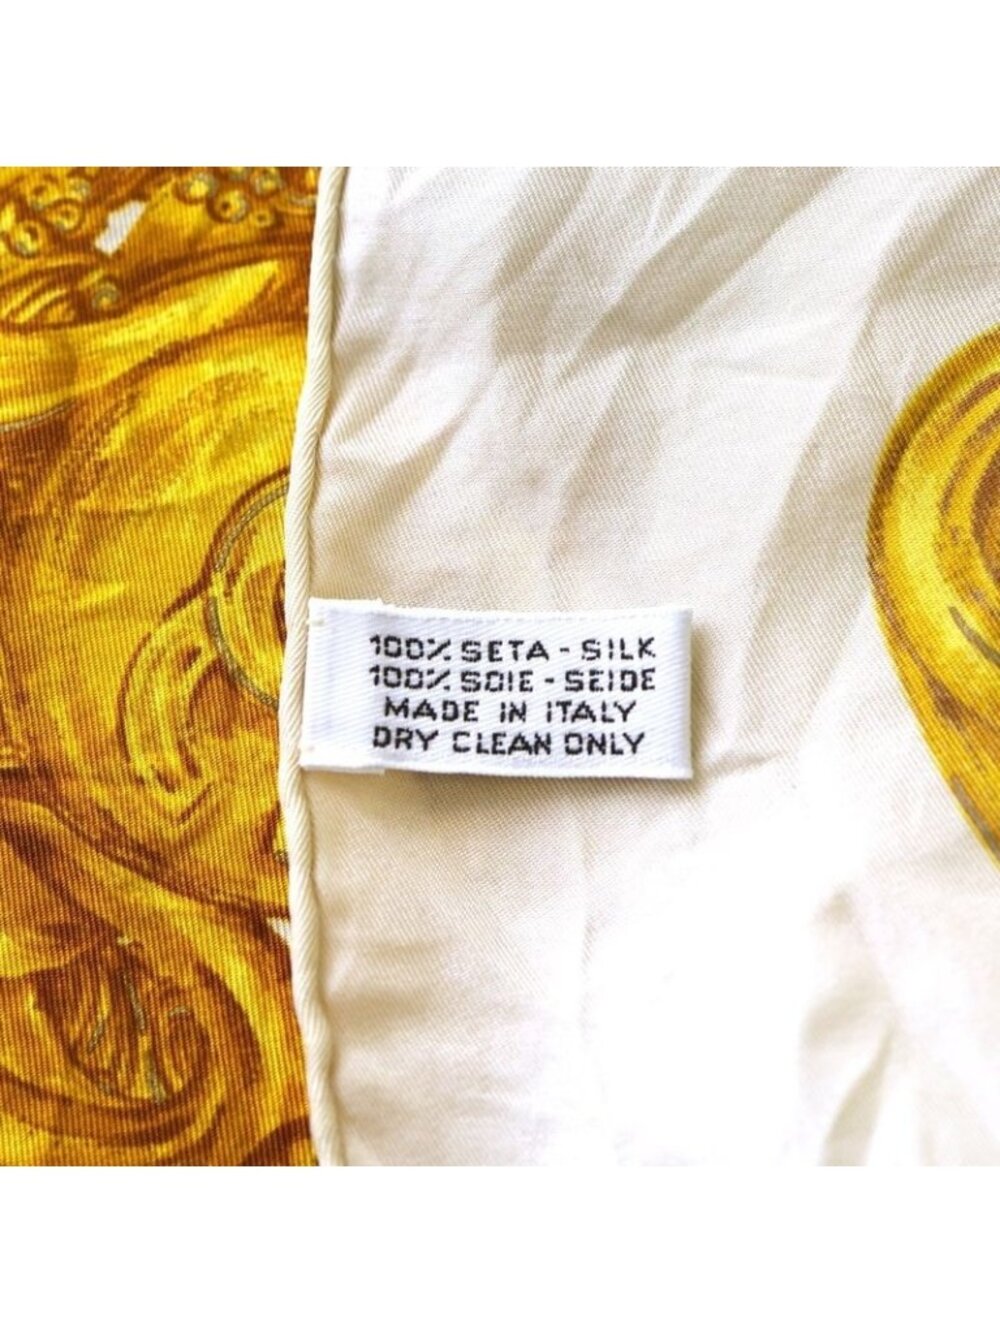 100% SETA - SILK
100% SOIE - SEIDE
MADE IN ITALY
DRY CLEAN ONLY